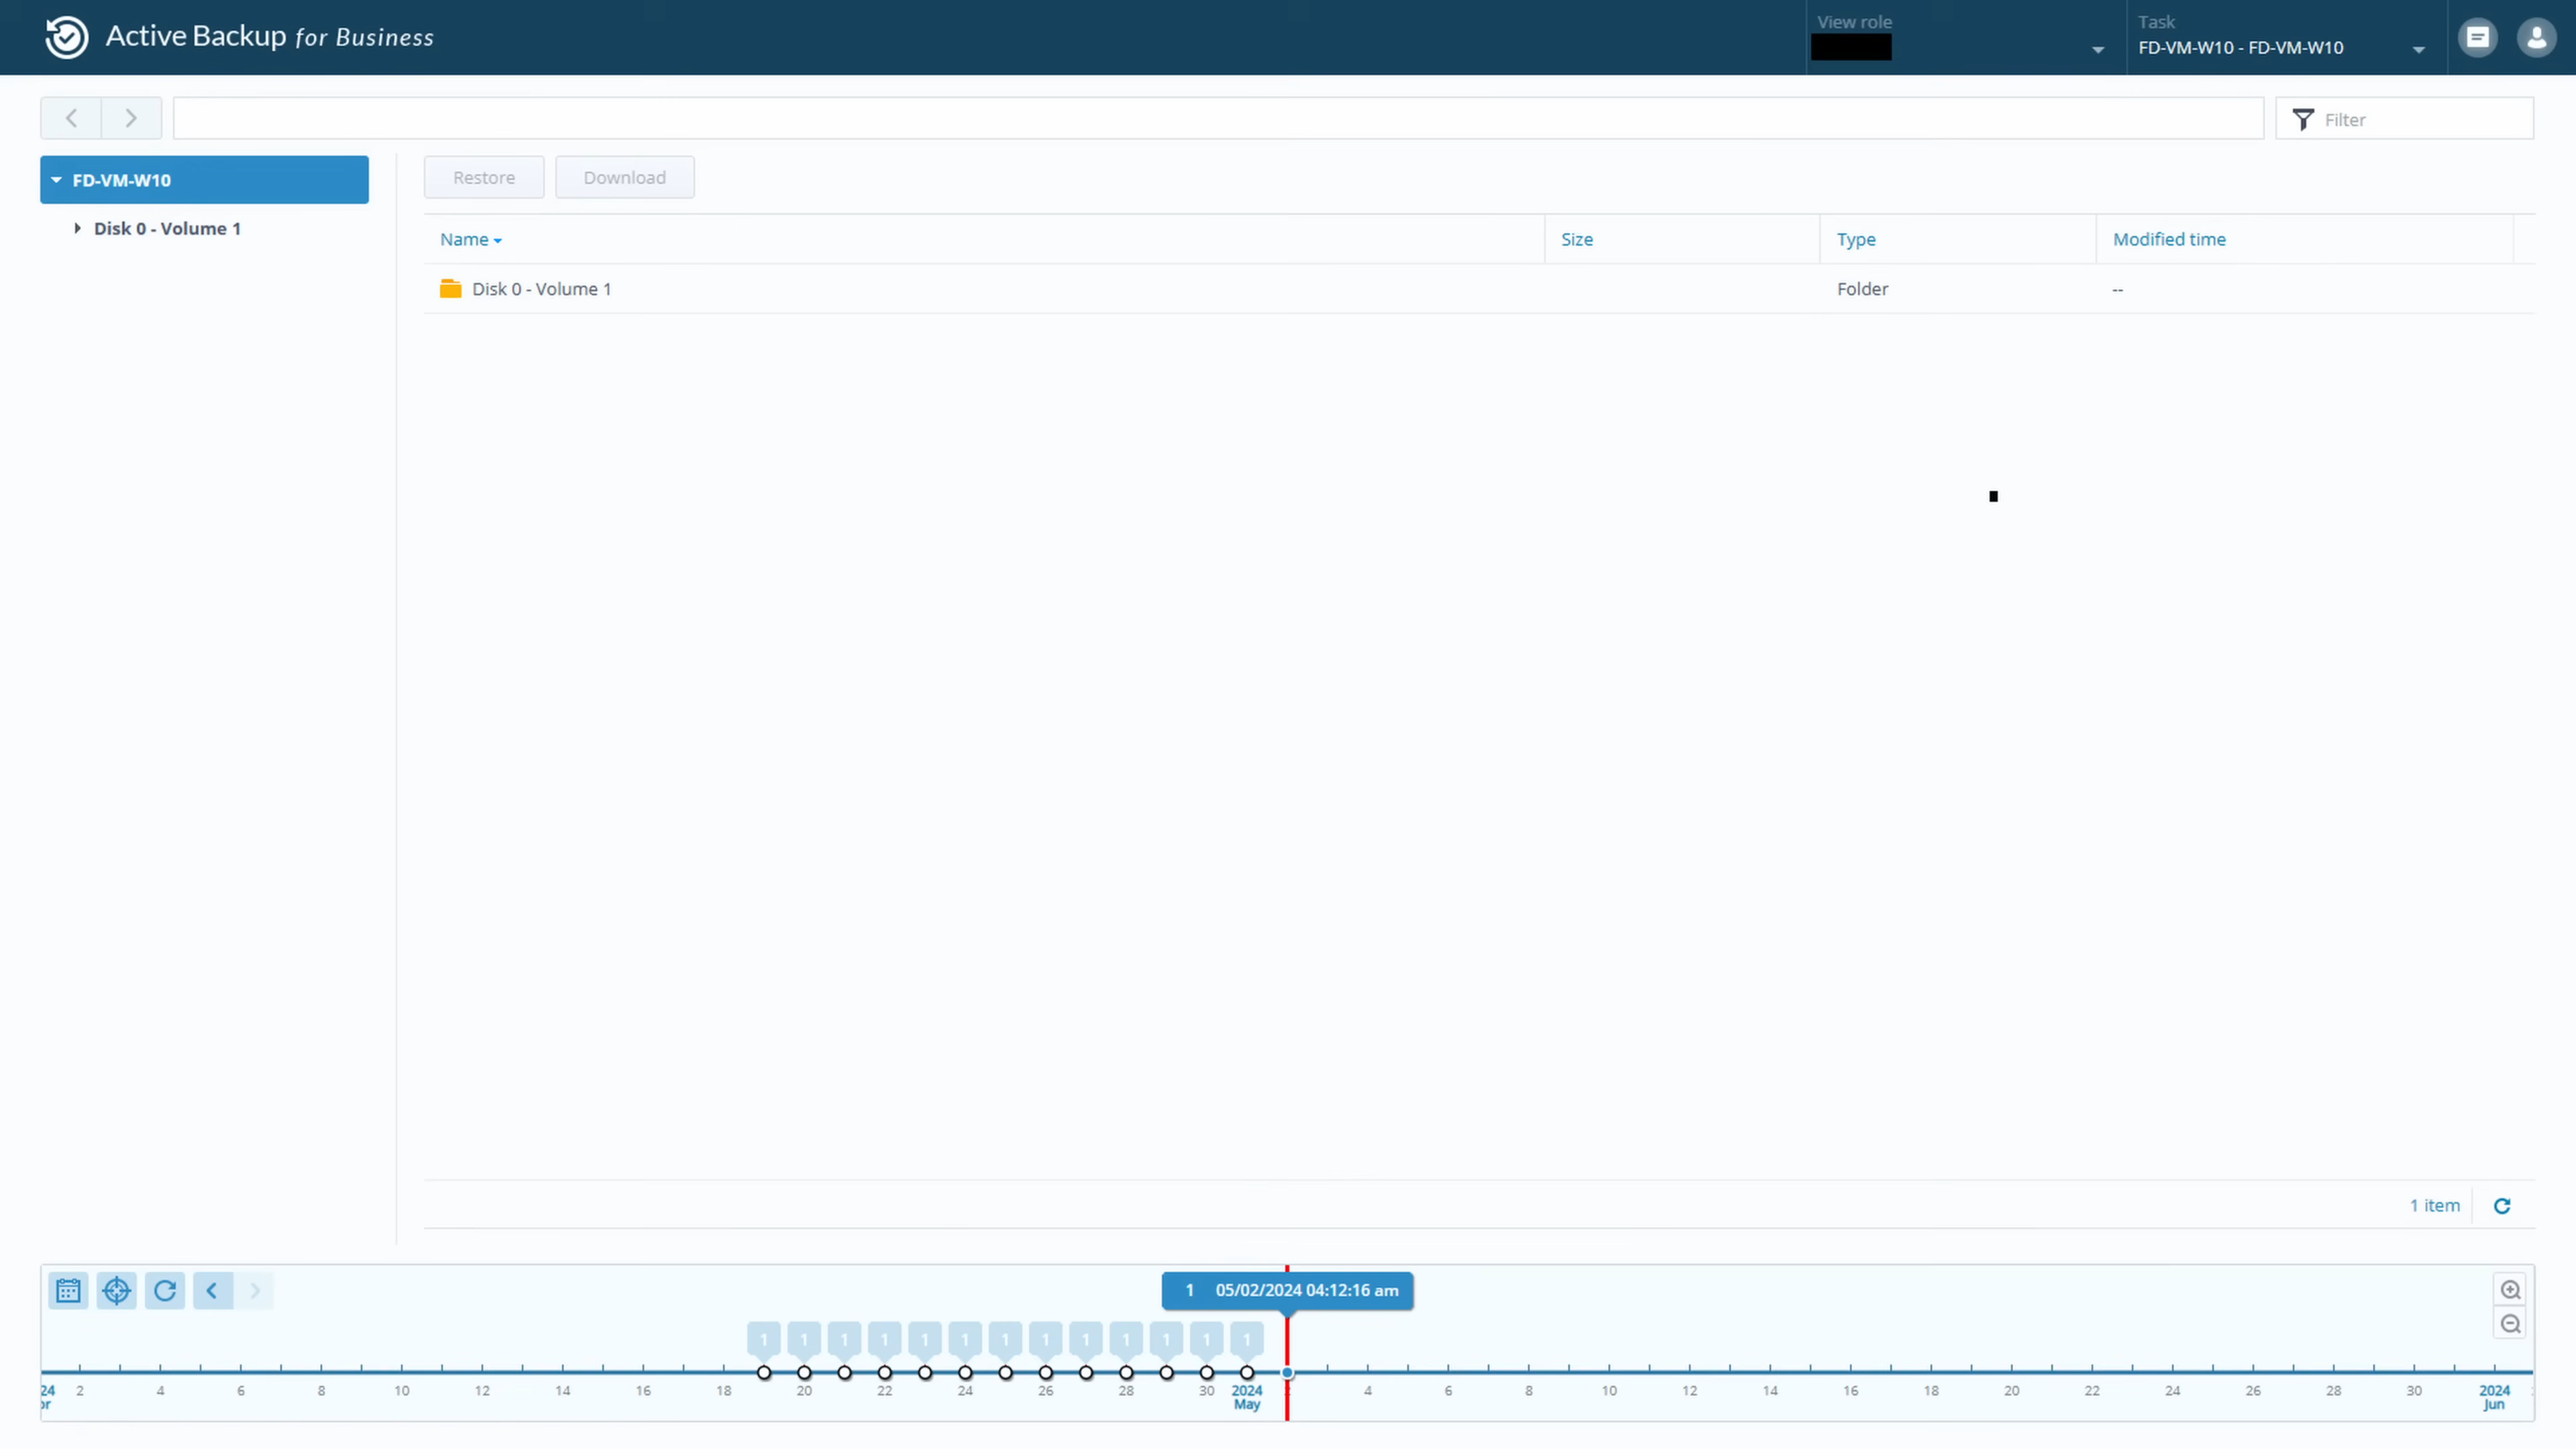 Active Backup for Business
View role
Task
FD-VM-W10 - FD-VM-W10
Filter
FD-VM-W10
Disk 0 - Volume 1
Restore
Download
Name
Size
Type
Modified time
Disk 0 - Volume 1
Folder
--
1 item
1 05/02/2024 04:12:16 am
1 1 1 1 1 1 1 1 1 1 1 1 1
24 2 4 6 8 10 12 14 16 18 20 22 24 26 28 30 2024 4 6 8 10 12 14 16 18 20 22 24 26 28 30 2024
or May Jun